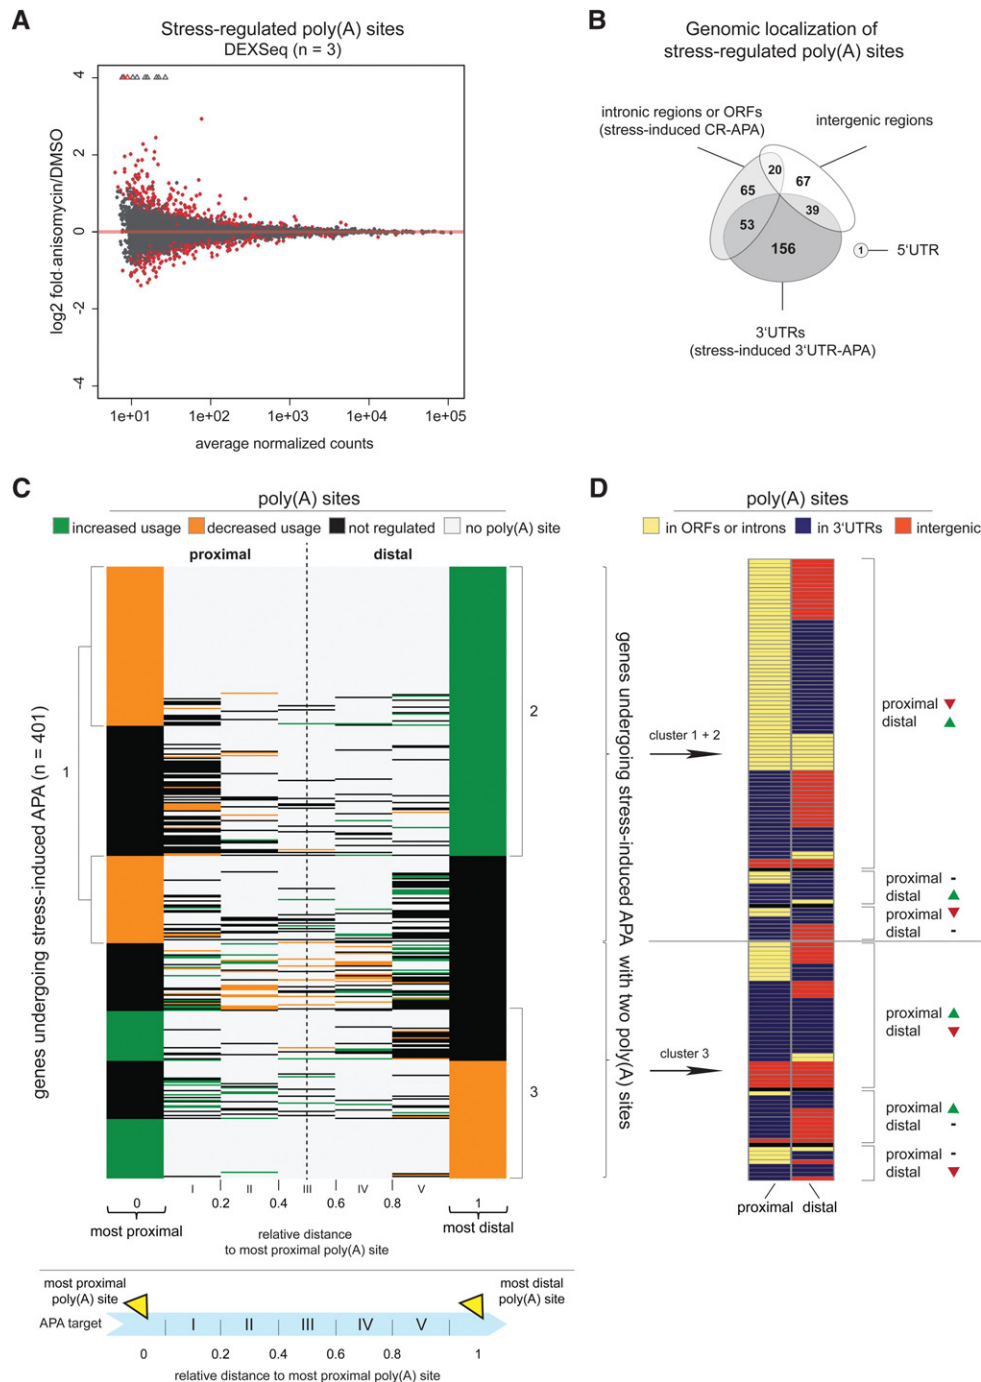 A
Stress-regulated poly(A) sites
DEXSeq (n = 3)
log2 fold-anisomycin/DMSO
4
2
0
-2
-4
1e+01
1e+02
1e+03
1e+04
1e+05
average normalized counts
B
Genomic localization of
stress-regulated poly(A) sites
intronic regions or ORFs
(stress-induced CR-APA)
intergenic regions
20
67
65
39
53
156
1
5'UTR
3'UTRs
(stress-induced 3'UTR-APA)
C
poly(A) sites
increased usage
decreased usage
not regulated
no poly(A) site
proximal
distal
genes undergoing stress-induced APA (n = 401)
1
2
3
I
II
III
IV
V
0
0.2
0.4
0.6
0.8
1
most proximal
most distal
relative distance
to most proximal poly(A) site
most proximal
poly(A) site
most distal
poly(A) site
APA target
I
II
III
IV
V
0
0.2
0.4
0.6
0.8
1
relative distance to most proximal poly(A) site
D
poly(A) sites
in ORFs or introns
in 3'UTRs
intergenic
genes undergoing stress-induced APA with two poly(A) sites
cluster 1 + 2
cluster 3
proximal
distal
proximal -
distal
proximal
distal -
proximal
distal
proximal
distal -
proximal -
distal
proximal
distal